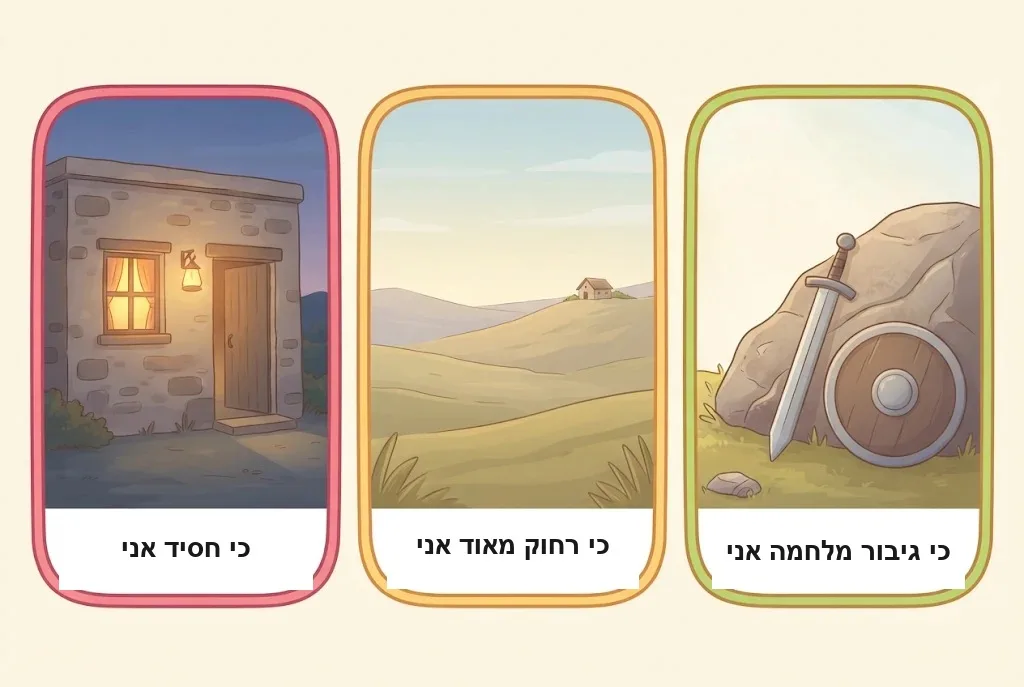 כי גיבור מלחמה אני
כי רחוק מאוד אני
כי חסיד אני